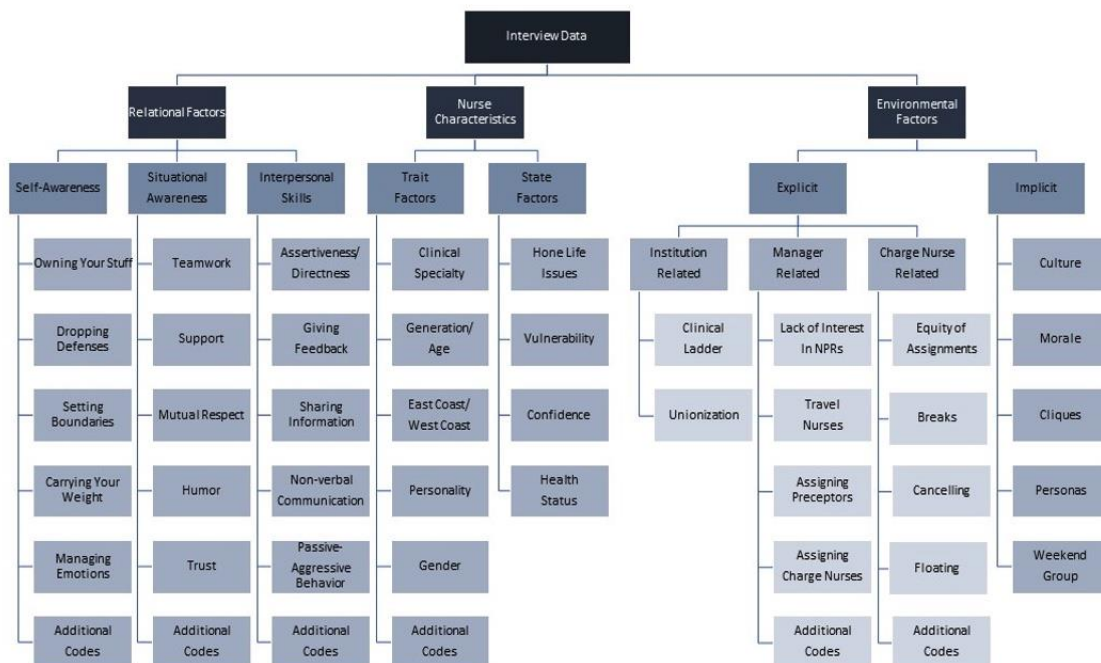 Interview Data
Relational Factors
Nurse
Characteristics
Environmental
Factors
Self-Awareness
Situational
Awareness
Interpersonal
Skills
Trait
Factors
State
Factors
Explicit
Implicit
Owning Your Stuff
Dropping
Defenses
Setting
Boundaries
Carrying Your
Weight
Managing
Emotions
Additional
Codes
Teamwork
Support
Mutual Respect
Humor
Trust
Additional
Codes
Assertiveness/
Directness
Giving
Feedback
Sharing
Information
Non-verbal
Communication
Passive-
Aggressive
Behavior
Additional
Codes
Clinical
Specialty
Generation/
Age
East Coast/
West Coast
Personality
Gender
Additional
Codes
Hone Life
Issues
Vulnerability
Confidence
Health
Status
Institution
Related
Clinical
Ladder
Unionization
Manager
Related
Lack of Interest
In NPRs
Travel
Nurses
Assigning
Preceptors
Assigning
Charge Nurses
Additional
Codes
Charge Nurse
Related
Equity of
Assignments
Breaks
Cancelling
Floating
Additional
Codes
Culture
Morale
Cliques
Personas
Weekend
Group